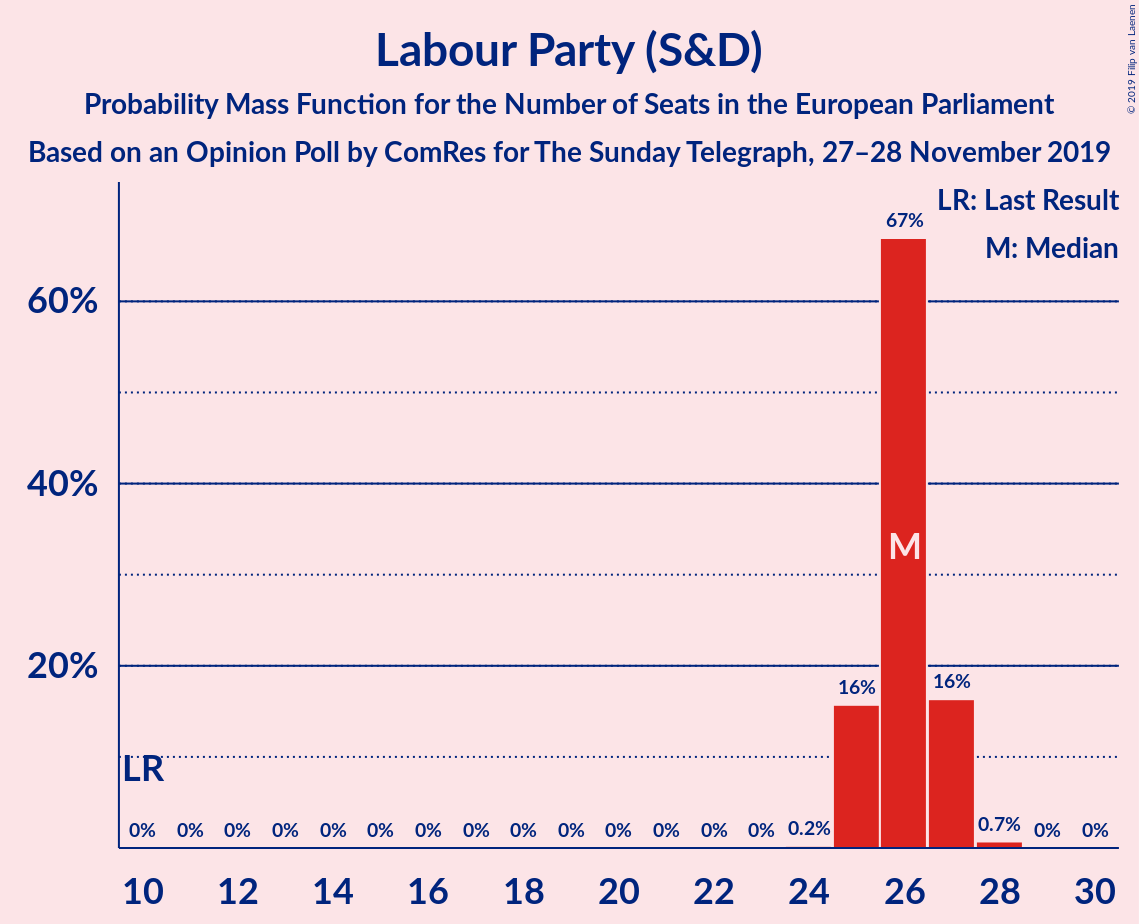 Labour Party (S&D)
Probability Mass Function for the Number of Seats in the European Parliament
Based on an Opinion Poll by ComRes for The Sunday Telegraph, 27–28 November 2019
© 2019 Filip van Laenen
LR: Last Result
M: Median
67%
60%
40%
M
20%
16%
16%
LR
0% 0% 0% 0% 0% 0% 0% 0% 0% 0% 0% 0% 0% 0% 0.2% 0.7% 0% 0%
10 12 14 16 18 20 22 24 26 28 30